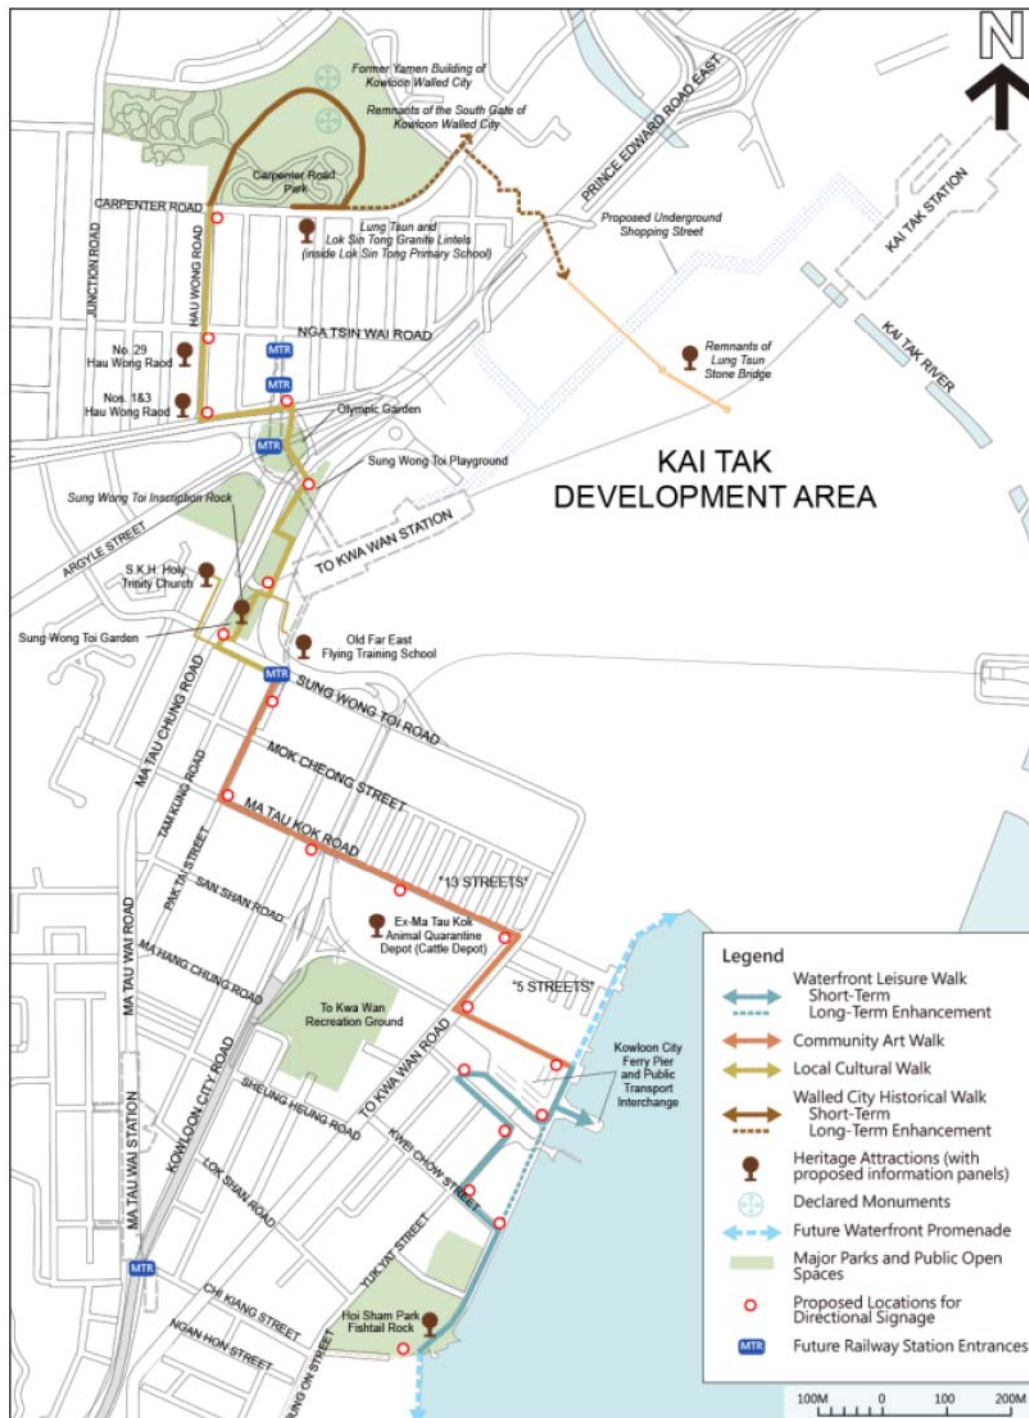 N
Former Yamen Building of
Kowloon Walled City
Remnants of the South Gate of
Kowloon Walled City
PRINCE EDWARD ROAD EAST
Carpenter Road
Park
KAI TAK STATION
CARPENTER ROAD
Proposed Underground
Shopping Street
Lung Tsun and
Lok Sin Tong Granite Lintels
(inside Lok Sin Tong Primary School)
JUNCTION ROAD
HAU WONG ROAD
NGA TSIN WAI ROAD
KAI TAK RIVER
No. 29
Hau Wong Raod
MTR
Remnants of
Lung Tsun
Stone Bridge
MTR
Nos. 1&3
Hau Wong Raod
Olympic Garden
MTR
Sung Wong Toi Playground
KAI TAK
DEVELOPMENT AREA
Sung Wong Toi Inscription Rock
ARGYLE STREET
TO KWA WAN STATION
S.K.H. Holy
Trinity Church
Sung Wong Toi Garden
Old Far East
Flying Training School
MTR
SUNG WONG TOI ROAD
MA TAU CHUNG ROAD
MOK CHEONG STREET
TAM KUNG ROAD
MA TAU KOK ROAD
PAK TAI STREET
"13 STREETS"
SAN SHAN ROAD
Ex-Ma Tau Kok
Animal Quarantine
Depot (Cattle Depot)
MA TAU WAI ROAD
MA HANG CHUNG ROAD
"5 STREETS"
To Kwa Wan
Recreation Ground
TO KWA WAN ROAD
Kowloon City
Ferry Pier
and Public
Transport
Interchange
KOWLOON CITY ROAD
SHEUNG HEUNG ROAD
MA TAU WAI STATION
KWEI CHOW STREET
LOK SHAN ROAD
YUK YAT STREET
MTR
CHI KIANG STREET
Hoi Sham Park
Fishtail Rock
NGAN HON STREET
UNG ON STREET
Legend
Waterfront Leisure Walk
Short-Term
Long-Term Enhancement
Community Art Walk
Local Cultural Walk
Walled City Historical Walk
Short-Term
Long-Term Enhancement
Heritage Attractions (with
proposed information panels)
Declared Monuments
Future Waterfront Promenade
Major Parks and Public Open
Spaces
Proposed Locations for
Directional Signage
MTR Future Railway Station Entrances
100M 0 100 200M